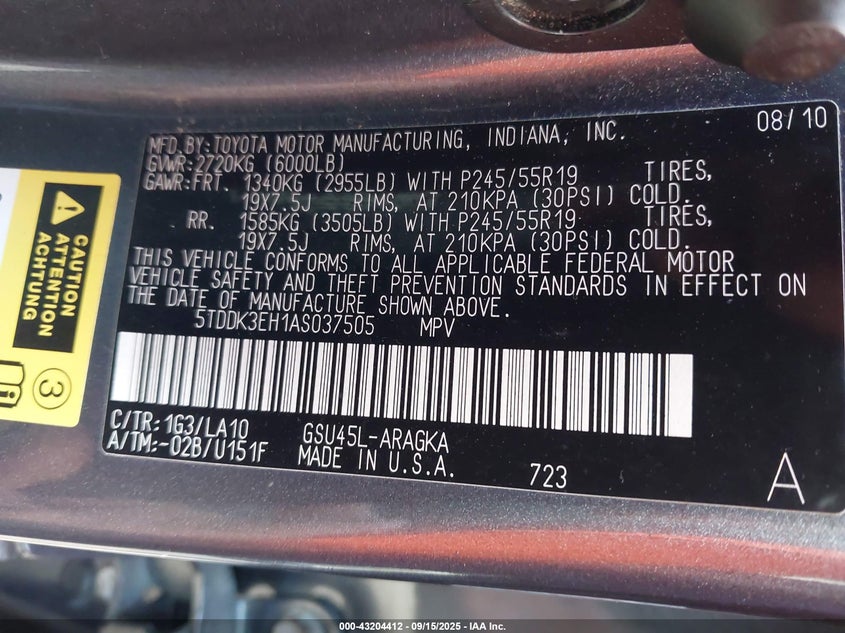 08/10
MFD. BY: TOYOTA MOTOR MANUFACTURING, INDIANA, INC.
GVWR: 2720KG (6000LB)
GAWR: FRT. 1340KG (2955LB) WITH P245/55R19 TIRES,
19X7.5J RIMS, AT 210KPA (30PSI) COLD.
RR. 1585KG (3505LB) WITH P245/55R19 TIRES,
19X7.5J RIMS, AT 210KPA (30PSI) COLD.
THIS VEHICLE CONFORMS TO ALL APPLICABLE FEDERAL MOTOR
VEHICLE SAFETY AND THEFT PREVENTION STANDARDS IN EFFECT ON
THE DATE OF MANUFACTURE SHOWN ABOVE.
5TDDK3EH1AS037505 MPV
C/TR: 1G3/LA10 GSU45L-ARAGKA
A/TM: -02B/U151F MADE IN U.S.A. 723 A
CAUTION
ATTENTION
ACHTUNG
3
000-43204412 - 09/15/2025 - IAA Inc.